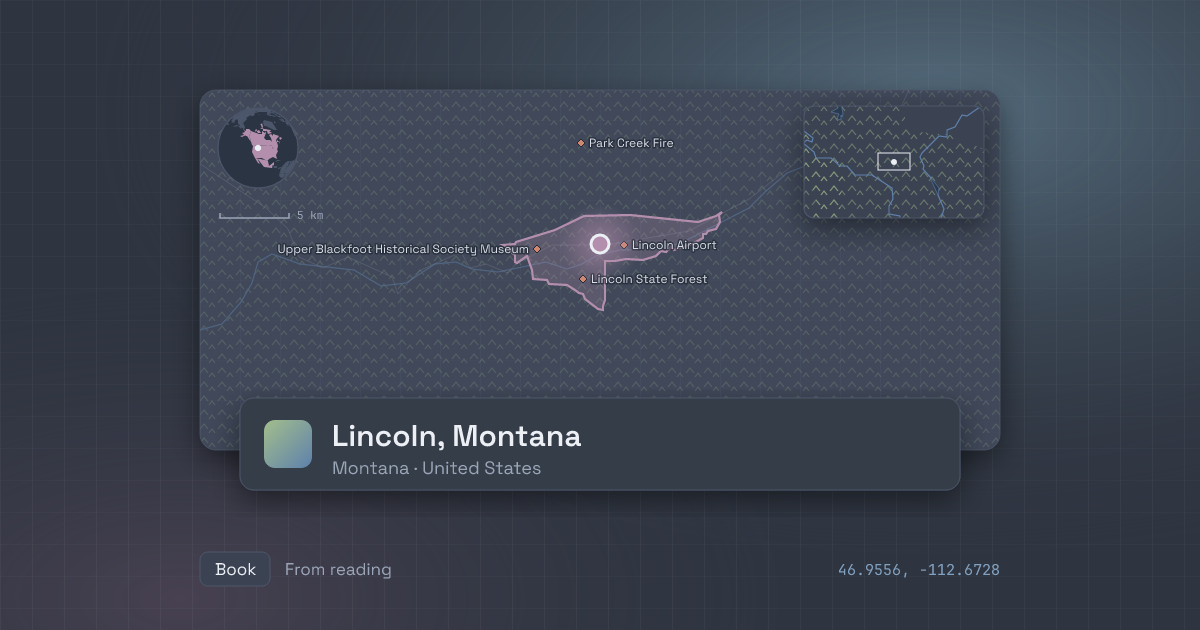 Park Creek Fire
5 km
Upper Blackfoot Historical Society Museum
Lincoln Airport
Lincoln State Forest
Lincoln, Montana
Montana · United States
Book
From reading
46.9556, -112.6728